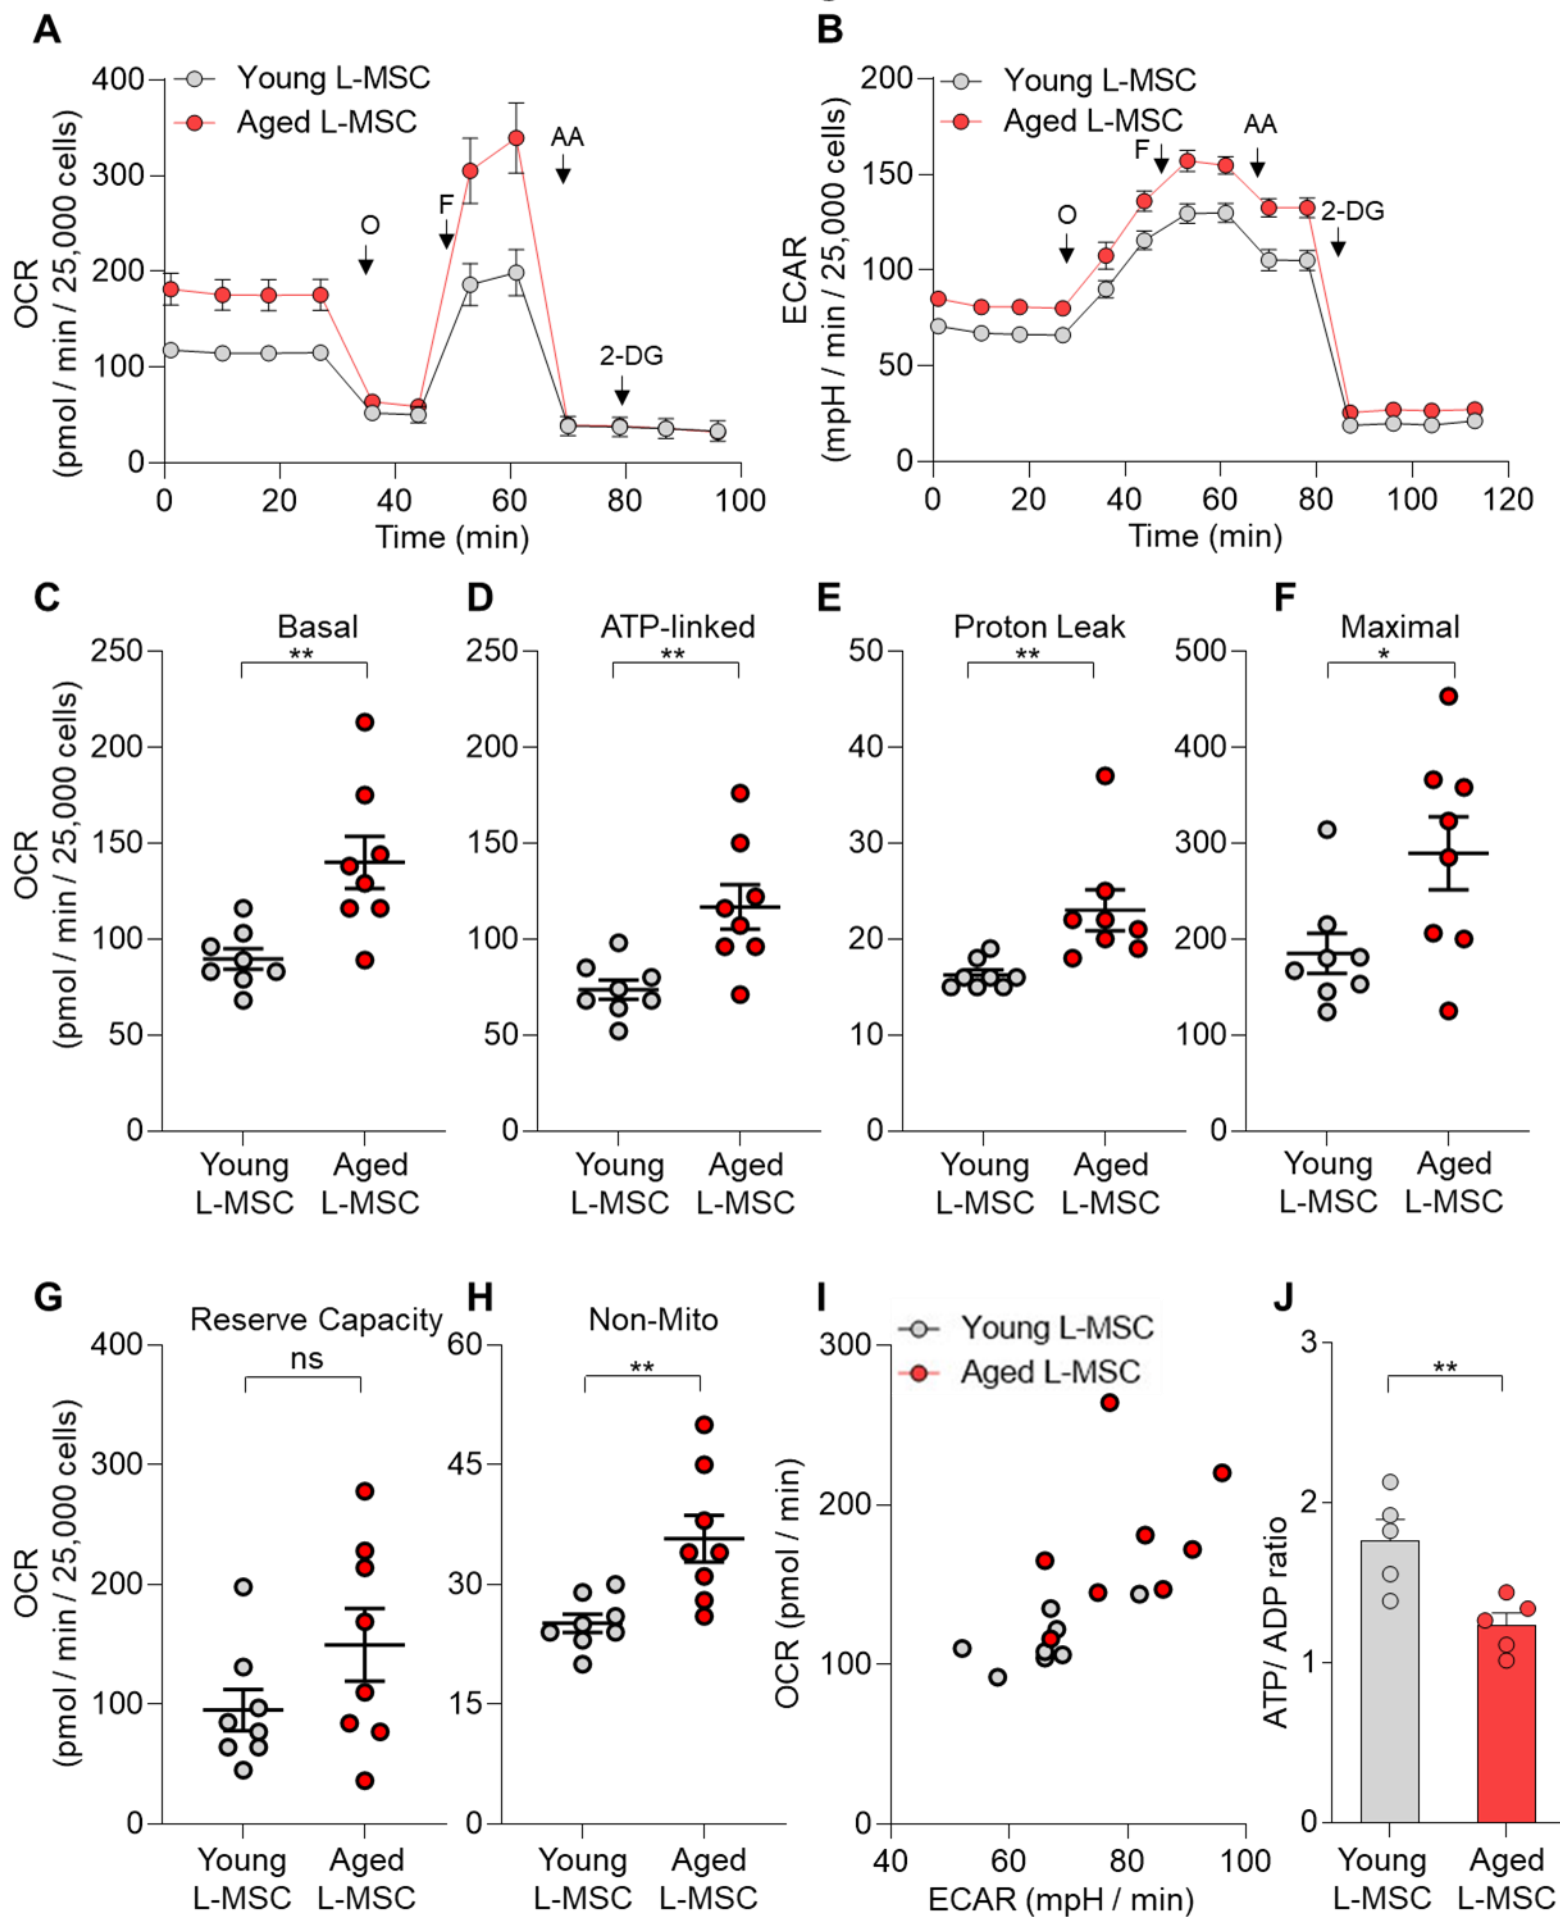 A
B
400
300
200
100
0
OCR
(pmol / min / 25,000 cells)
Young L-MSC
Aged L-MSC
O
F
AA
2-DG
0 20 40 60 80 100
Time (min)
200
150
100
50
0
ECAR
(mpH / min / 25,000 cells)
Young L-MSC
Aged L-MSC
O
F
AA
2-DG
0 20 40 60 80 100 120
Time (min)
C
Basal
**
250
200
150
100
50
0
OCR
(pmol / min / 25,000 cells)
Young Aged
L-MSC L-MSC
D
ATP-linked
**
250
200
150
100
50
0
Young Aged
L-MSC L-MSC
E
Proton Leak
**
50
40
30
20
10
0
Young Aged
L-MSC L-MSC
F
Maximal
*
500
400
300
200
100
0
Young Aged
L-MSC L-MSC
G
Reserve Capacity
ns
400
300
200
100
0
OCR
(pmol / min / 25,000 cells)
Young Aged
L-MSC L-MSC
H
Non-Mito
**
60
45
30
15
0
Young Aged
L-MSC L-MSC
I
Young L-MSC
Aged L-MSC
300
200
100
0
OCR (pmol / min)
40 60 80 100
ECAR (mpH / min)
J
**
3
2
1
0
ATP/ ADP ratio
Young Aged
L-MSC L-MSC